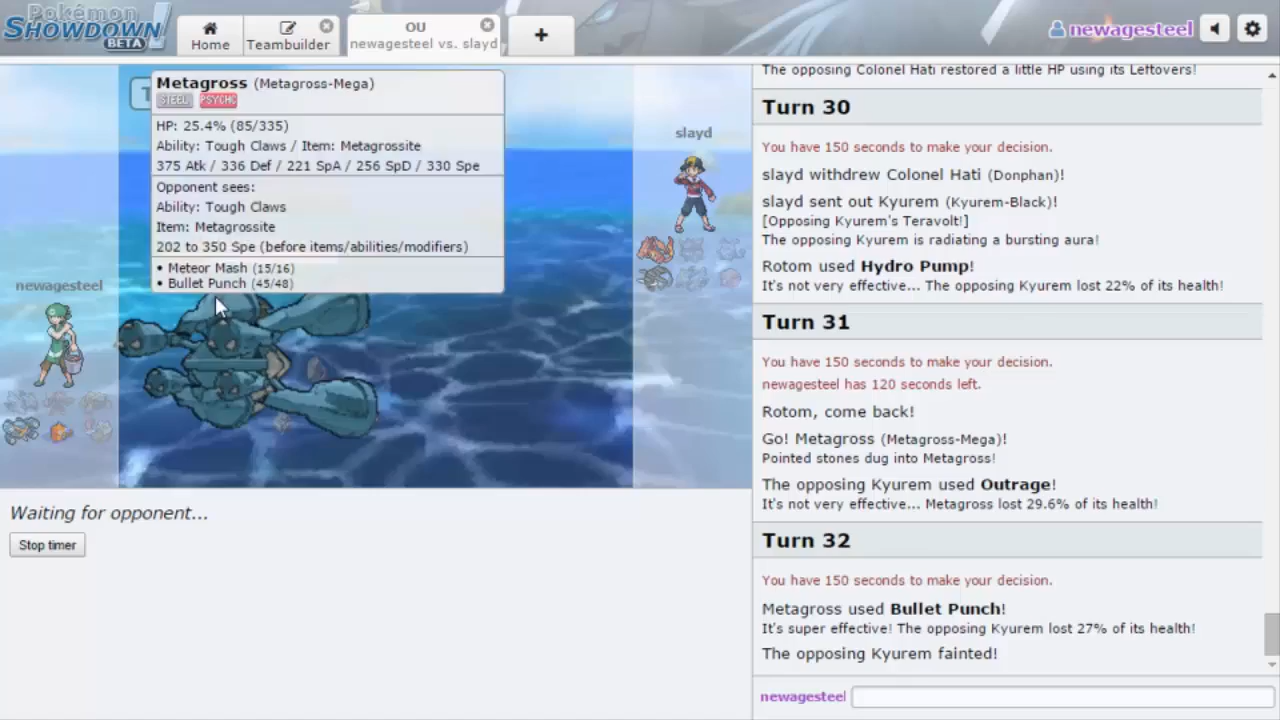 Pokémon
SHOWDOWN!
BETA
Home
Teambuilder
OU
newagesteel vs. slayd
+
newagesteel
Metagross (Metagross-Mega)
STEEL PSYCHC
HP: 25.4% (85/335)
Ability: Tough Claws / Item: Metagrossite
375 Atk / 336 Def / 221 SpA / 256 SpD / 330 Spe
Opponent sees:
Ability: Tough Claws
Item: Metagrossite
202 to 350 Spe (before items/abilities/modifiers)
• Meteor Mash (15/16)
• Bullet Punch (45/48)
T
slayd
newagesteel
Waiting for opponent...
Stop timer
The opposing Colonel Hati restored a little HP using its Leftovers!
Turn 30
You have 150 seconds to make your decision.
slayd withdrew Colonel Hati (Donphan)!
slayd sent out Kyurem (Kyurem-Black)!
[Opposing Kyurem's Teravolt!]
The opposing Kyurem is radiating a bursting aura!
Rotom used Hydro Pump!
It's not very effective... The opposing Kyurem lost 22% of its health!
Turn 31
You have 150 seconds to make your decision.
newagesteel has 120 seconds left.
Rotom, come back!
Go! Metagross (Metagross-Mega)!
Pointed stones dug into Metagross!
The opposing Kyurem used Outrage!
It's not very effective... Metagross lost 29.6% of its health!
Turn 32
You have 150 seconds to make your decision.
Metagross used Bullet Punch!
It's super effective! The opposing Kyurem lost 27% of its health!
The opposing Kyurem fainted!
newagesteel